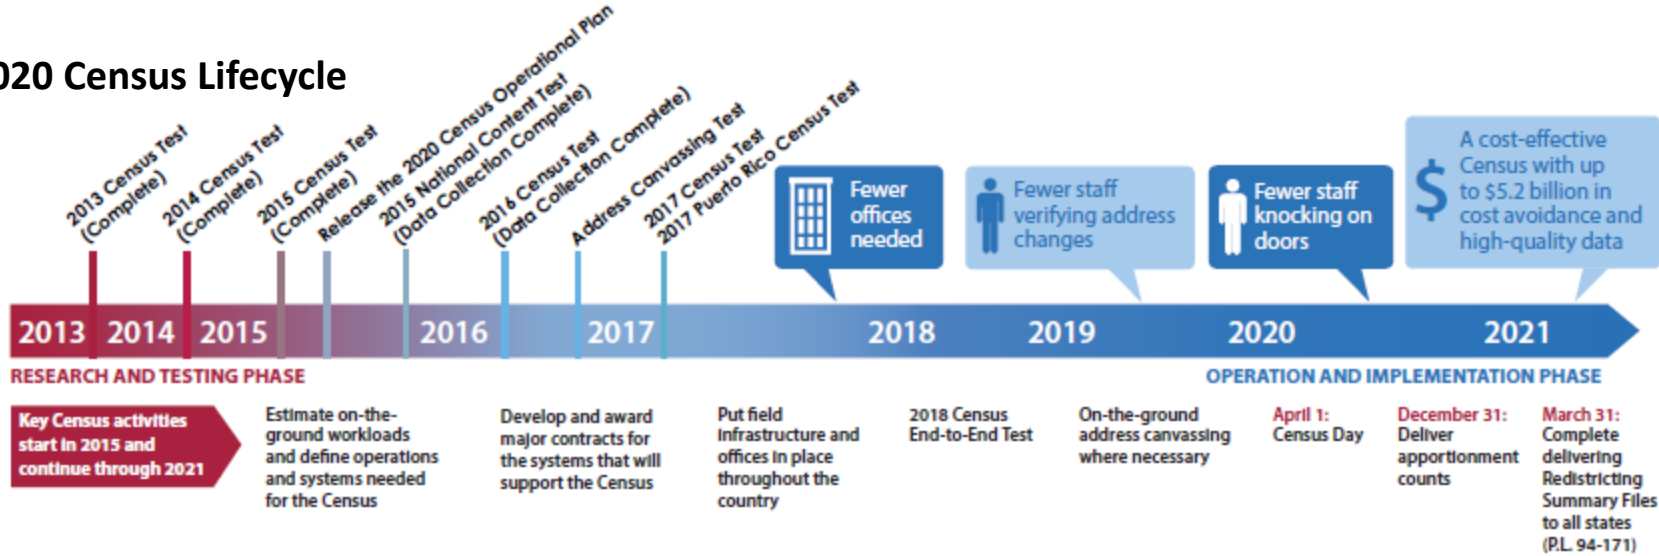 020 Census Lifecycle
2013 Census Test
(Complete)
2014 Census Test
(Complete)
2015 Census Test
(Complete)
Release the 2020 Census Operational Plan
2015 National Content Test
(Data Collection Complete)
2016 Census Test
(Data Collection Complete)
Address Canvassing Test
2017 Census Test
2017 Puerto Rico Census Test
Fewer
offices
needed
Fewer staff
verifying address
changes
Fewer staff
knocking on
doors
$
A cost-effective
Census with up
to $5.2 billion in
cost avoidance and
high-quality data
2013
2014
2015
2016
2017
2018
2019
2020
2021
RESEARCH AND TESTING PHASE
OPERATION AND IMPLEMENTATION PHASE
Key Census activities
start in 2015 and
continue through 2021
Estimate on-the-
ground workloads
and define operations
and systems needed
for the Census
Develop and award
major contracts for
the systems that will
support the Census
Put field
infrastructure and
offices in place
throughout the
country
2018 Census
End-to-End Test
On-the-ground
address canvassing
where necessary
April 1:
Census Day
December 31:
Deliver
apportionment
counts
March 31:
Complete
delivering
Redistricting
Summary Files
to all states
(P.L. 94-171)